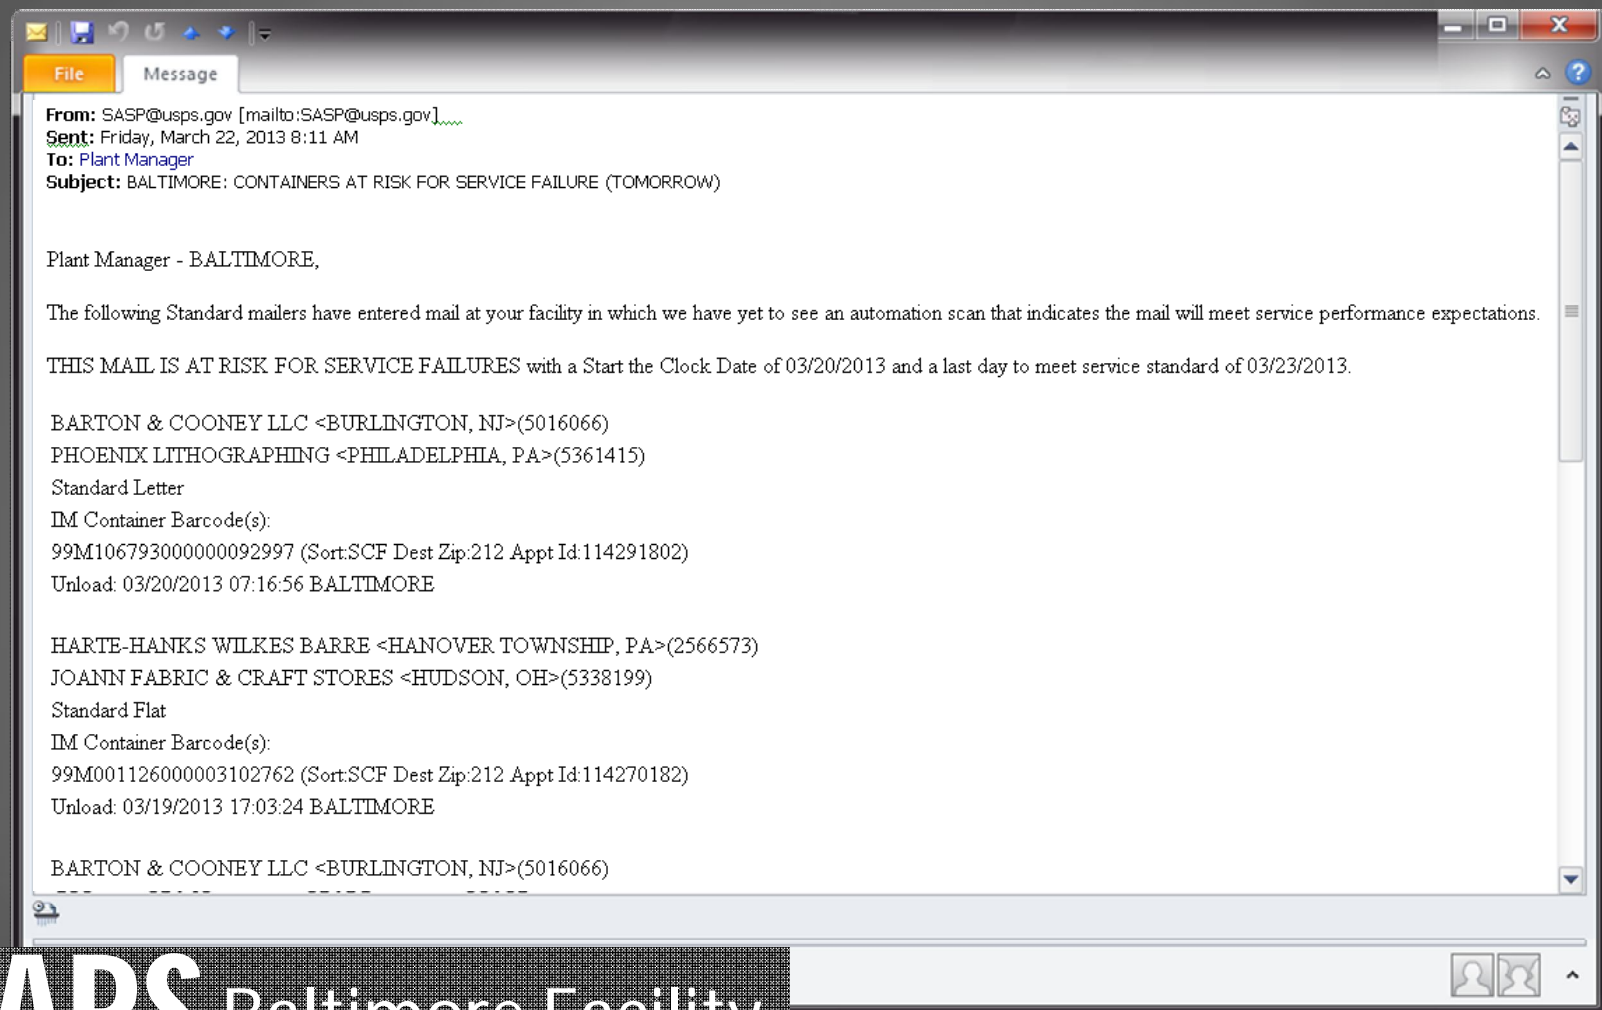 File
Message
From: SASP@usps.gov [mailto:SASP@usps.gov]
Sent: Friday, March 22, 2013 8:11 AM
To: Plant Manager
Subject: BALTIMORE: CONTAINERS AT RISK FOR SERVICE FAILURE (TOMORROW)
Plant Manager - BALTIMORE,
The following Standard mailers have entered mail at your facility in which we have yet to see an automation scan that indicates the mail will meet service performance expectations.
THIS MAIL IS AT RISK FOR SERVICE FAILURES with a Start the Clock Date of 03/20/2013 and a last day to meet service standard of 03/23/2013.
BARTON & COONEY LLC <BURLINGTON, NJ>(5016066)
PHOENIX LITHOGRAPHING <PHILADELPHIA, PA>(5361415)
Standard Letter
IM Container Barcode(s):
99M106793000000092997 (Sort:SCF Dest Zip:212 Appt Id:114291802)
Unload: 03/20/2013 07:16:56 BALTIMORE
HARTE-HANKS WILKES BARRE <HANOVER TOWNSHIP, PA>(2566573)
JOANN FABRIC & CRAFT STORES <HUDSON, OH>(5338199)
Standard Flat
IM Container Barcode(s):
99M001126000003102762 (Sort:SCF Dest Zip:212 Appt Id:114270182)
Unload: 03/19/2013 17:03:24 BALTIMORE
BARTON & COONEY LLC <BURLINGTON, NJ>(5016066)
Baltimore Facility